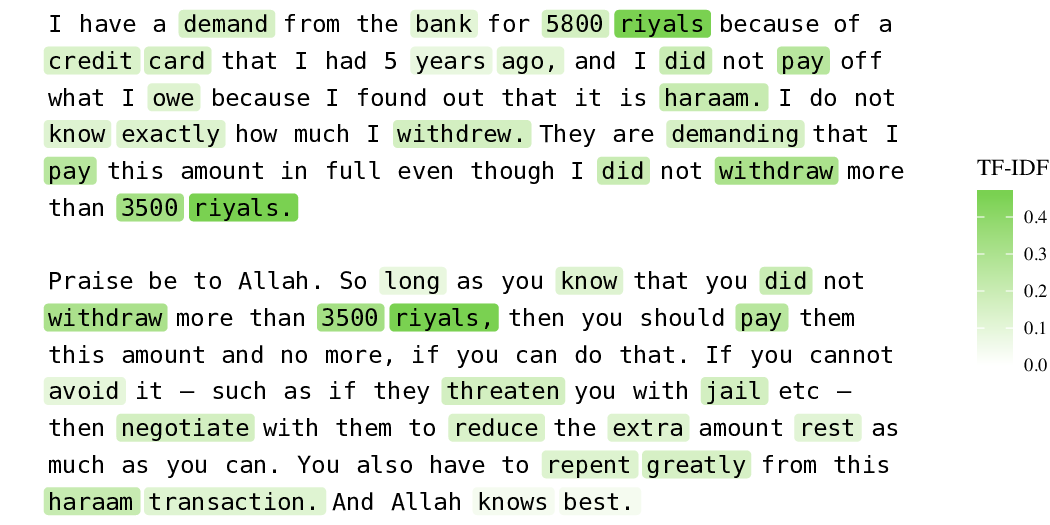 I have a demand from the bank for 5800 riyals because of a
credit card that I had 5 years ago, and I did not pay off
what I owe because I found out that it is haraam. I do not
know exactly how much I withdrew. They are demanding that I
pay this amount in full even though I did not withdraw more
than 3500 riyals.
Praise be to Allah. So long as you know that you did not
withdraw more than 3500 riyals, then you should pay them
this amount and no more, if you can do that. If you cannot
avoid it – such as if they threaten you with jail etc –
then negotiate with them to reduce the extra amount rest as
much as you can. You also have to repent greatly from this
haraam transaction. And Allah knows best.
TF-IDF
0.4
0.3
0.2
0.1
0.0